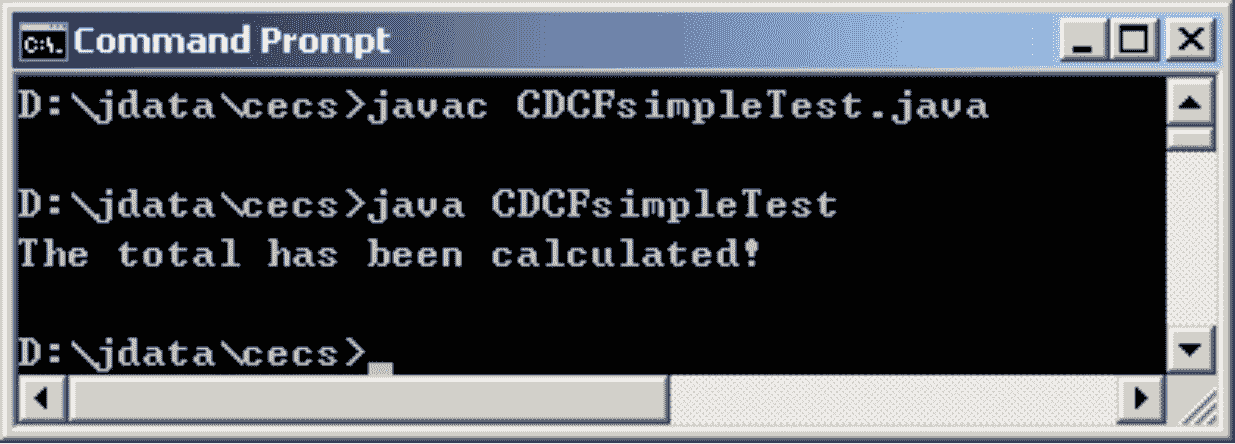 C:\.
Command Prompt
D:\jdata\cecs>javac CDCFsimpleTest.java
D:\jdata\cecs>java CDCFsimpleTest
The total has been calculated!
D:\jdata\cecs>_